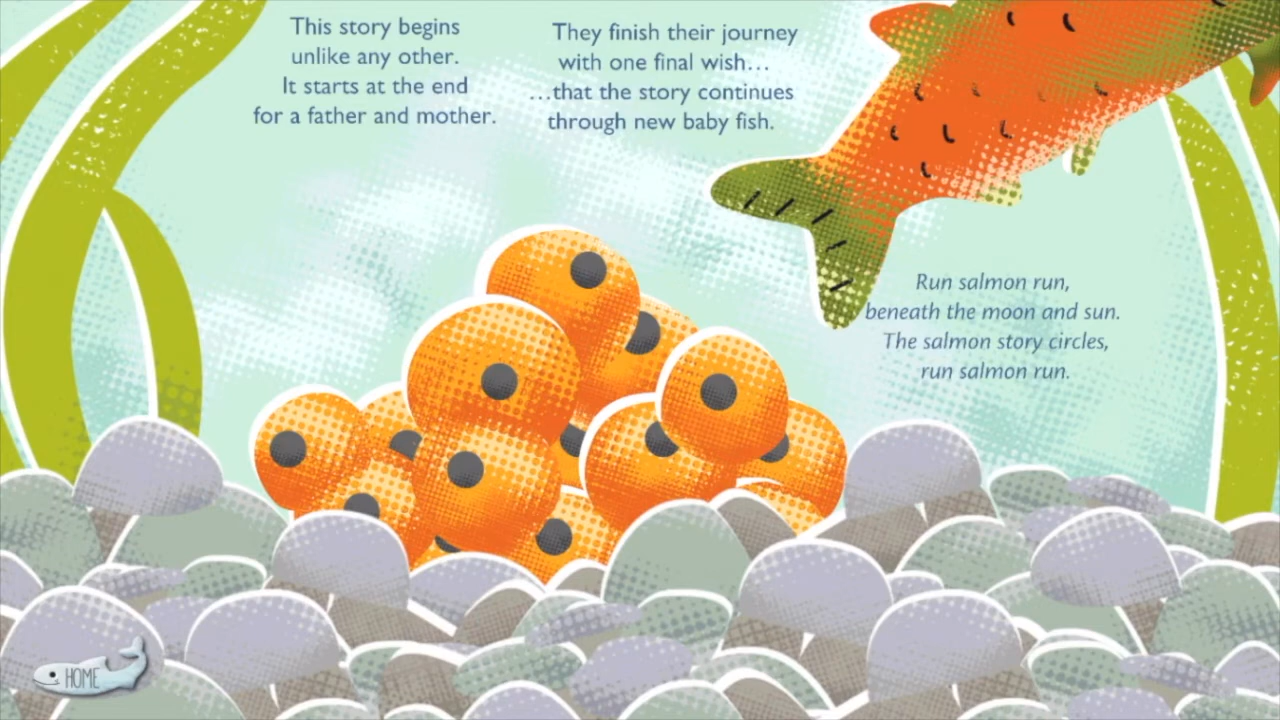 This story begins
unlike any other.
It starts at the end
for a father and mother.
They finish their journey
with one final wish…
…that the story continues
through new baby fish.
Run salmon run,
beneath the moon and sun.
The salmon story circles,
run salmon run.
HOME